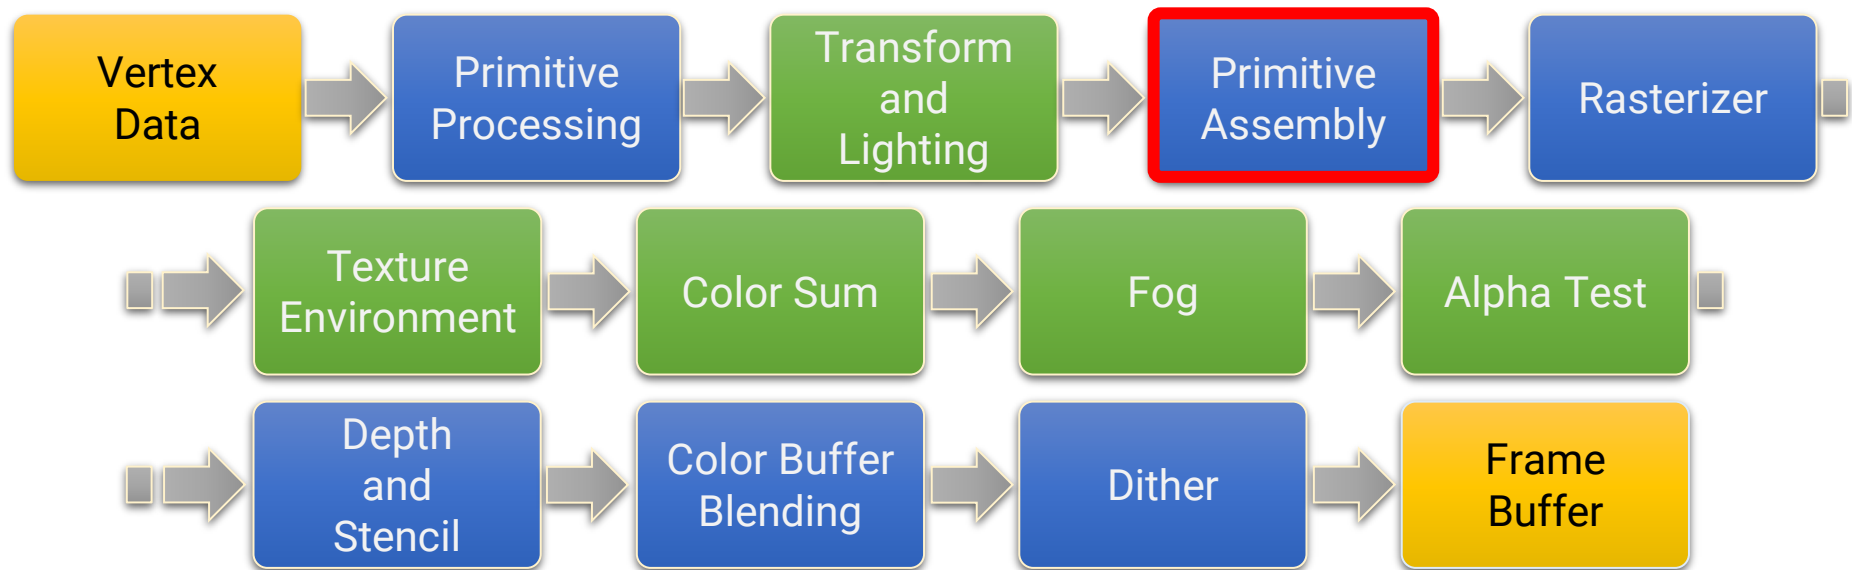 Vertex
Data
Primitive
Processing
Transform
and
Lighting
Primitive
Assembly
Rasterizer
Texture
Environment
Color Sum
Fog
Alpha Test
Depth
and
Stencil
Color Buffer
Blending
Dither
Frame
Buffer